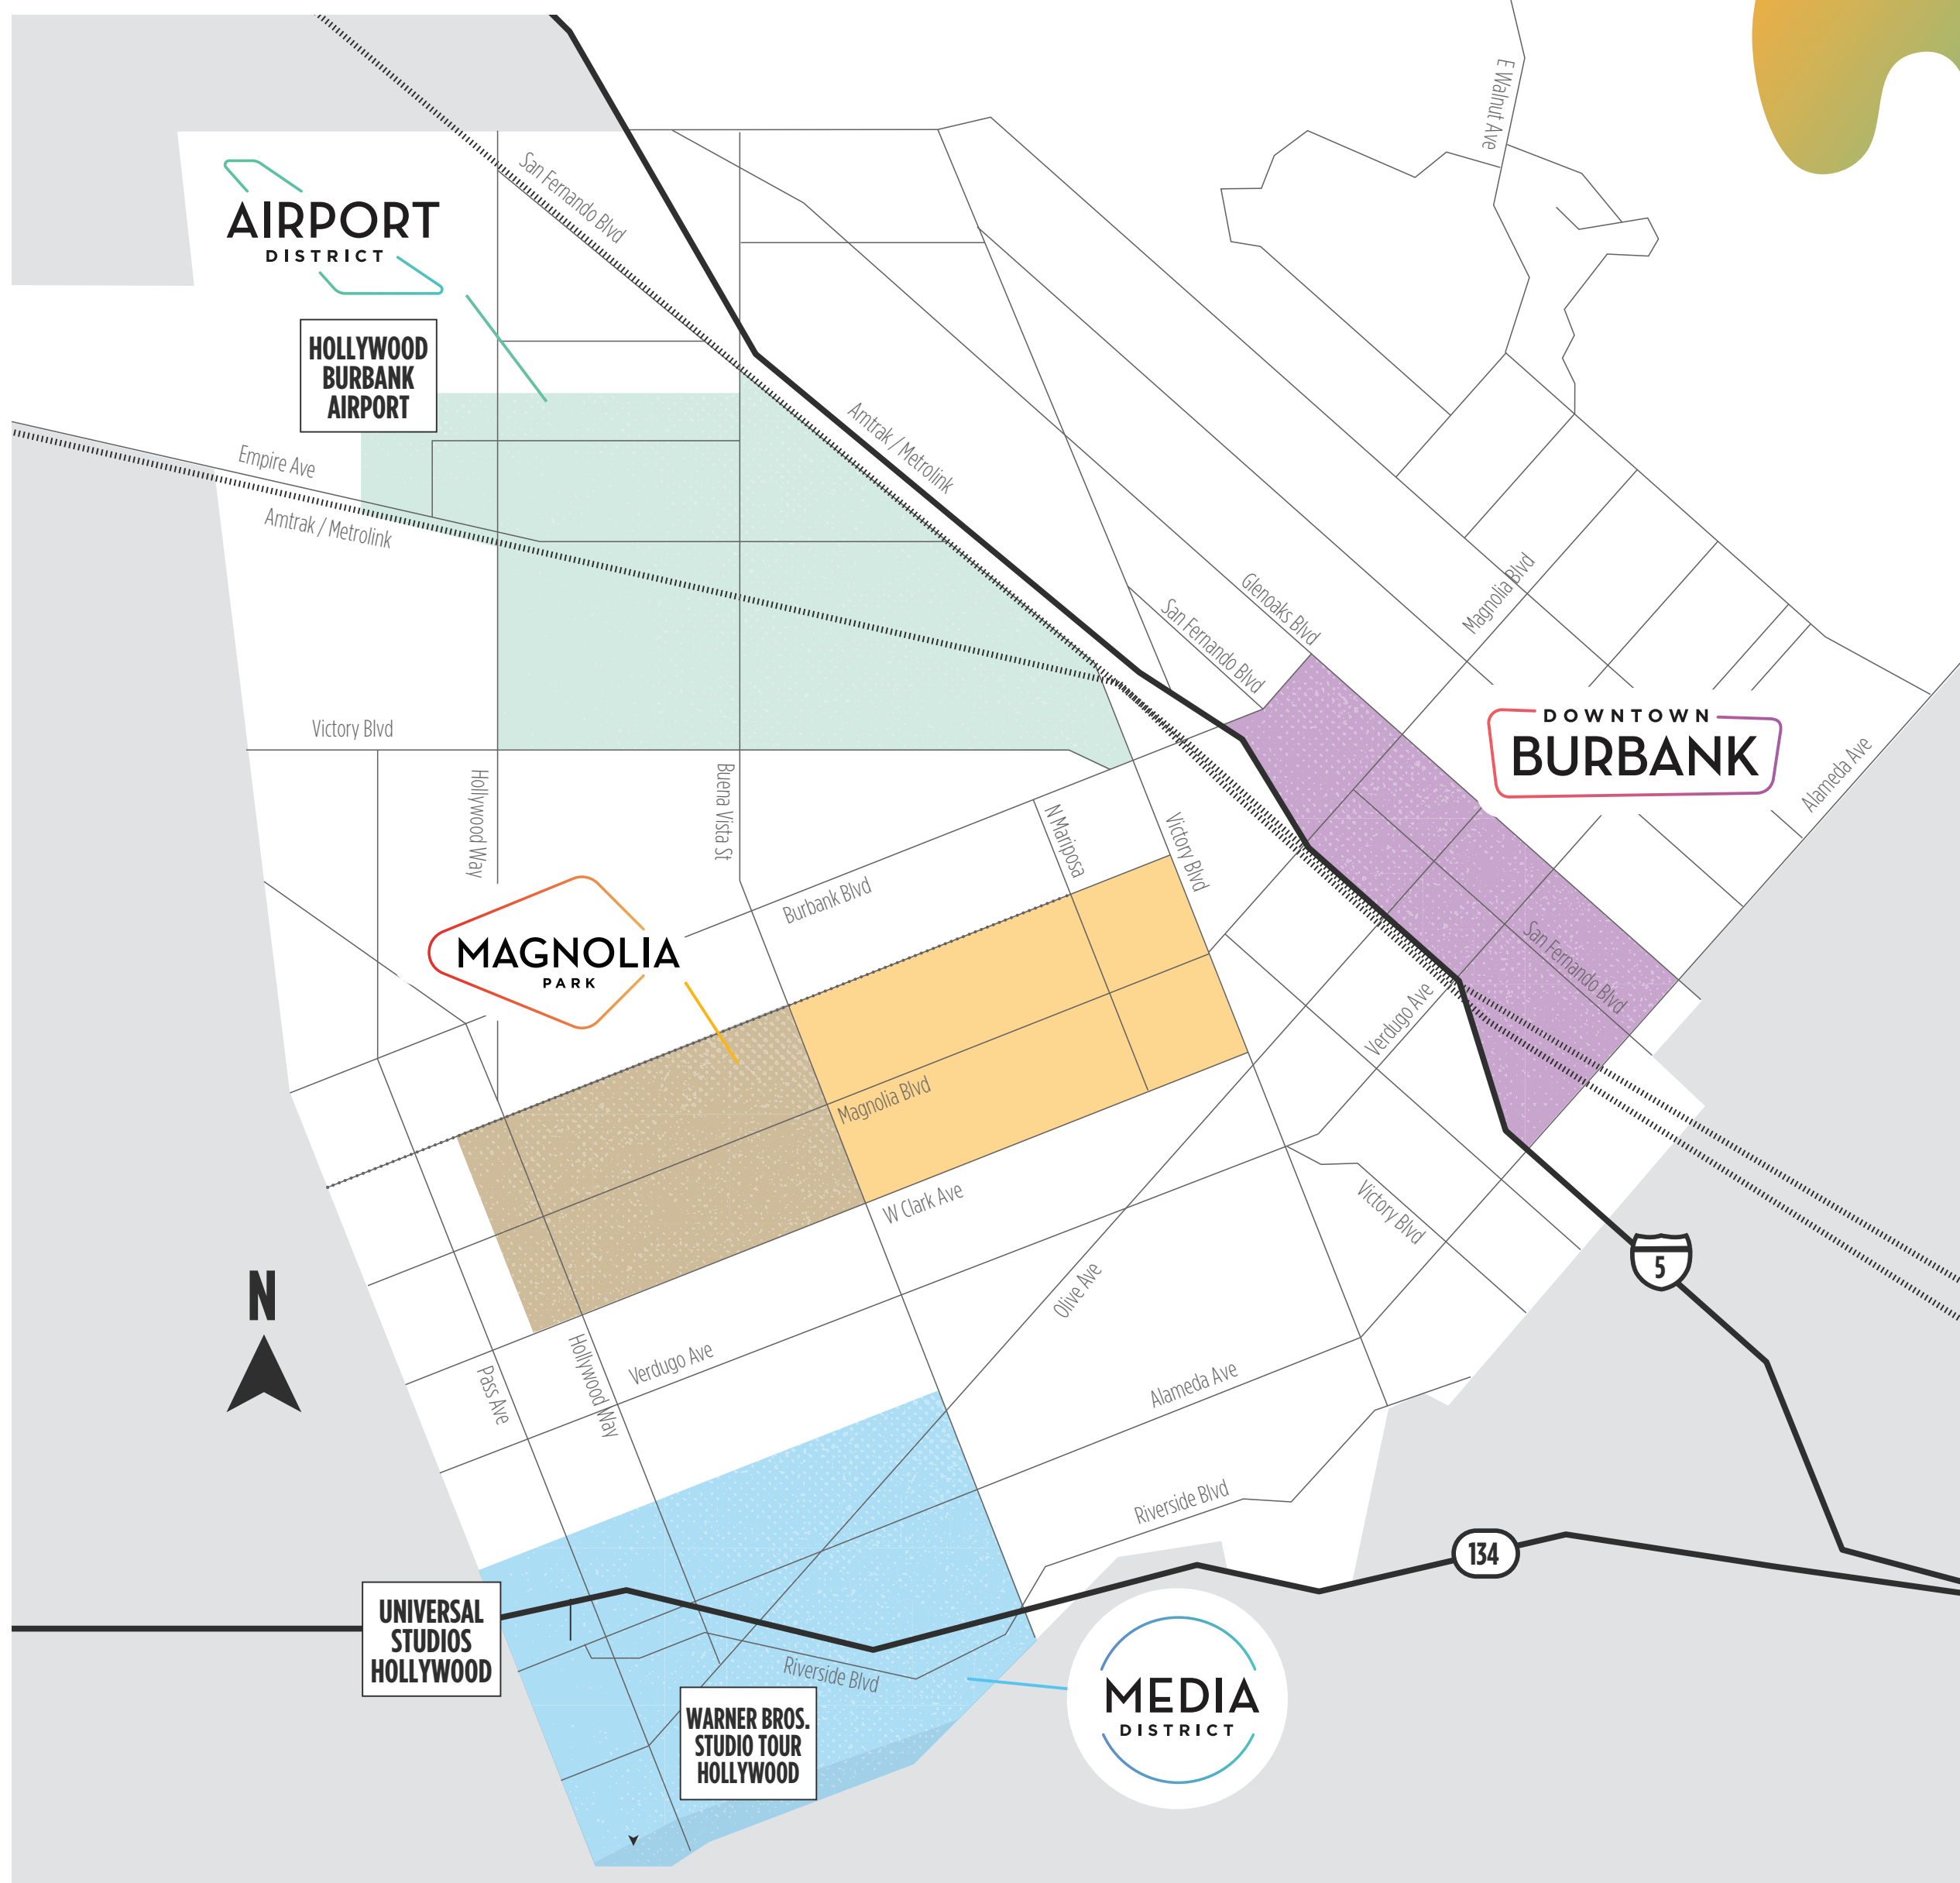 E Walnut Ave
San Fernando Blvd
AIRPORT
DISTRICT
HOLLYWOOD
BURBANK
AIRPORT
Amtrak / Metrolink
Empire Ave
Amtrak / Metrolink
Glenoaks Blvd
San Fernando Blvd
Magnolia Blvd
DOWNTOWN
BURBANK
Alameda Ave
Victory Blvd
Hollywood Way
Buena Vista St
N Mariposa
Victory Blvd
Burbank Blvd
MAGNOLIA
PARK
San Fernando Blvd
Verdugo Ave
Magnolia Blvd
W Clark Ave
Victory Blvd
5
N
Olive Ave
Pass Ave
Hollywood Way
Verdugo Ave
Alameda Ave
Riverside Blvd
134
UNIVERSAL
STUDIOS
HOLLYWOOD
Riverside Blvd
WARNER BROS.
STUDIO TOUR
HOLLYWOOD
MEDIA
DISTRICT